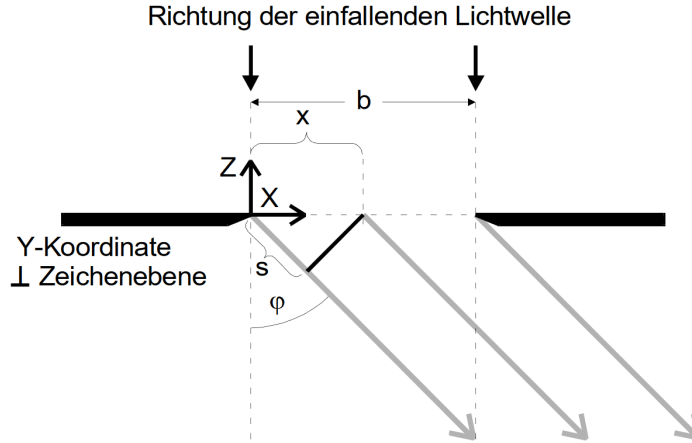 Richtung der einfallenden Lichtwelle
b
x
Z
X
Y-Koordinate
⊥ Zeichenebene
s
φ